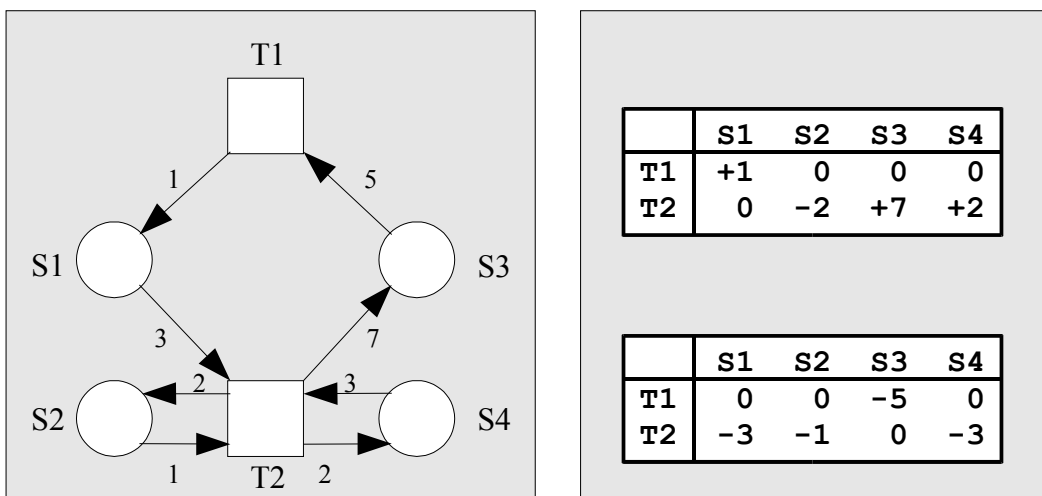 T1
1
5
S1
S3
3
7
2
3
S2
S4
1
T2
2
S1 S2 S3 S4
T1 +1 0 0 0
T2 0 -2 +7 +2
S1 S2 S3 S4
T1 0 0 -5 0
T2 -3 -1 0 -3